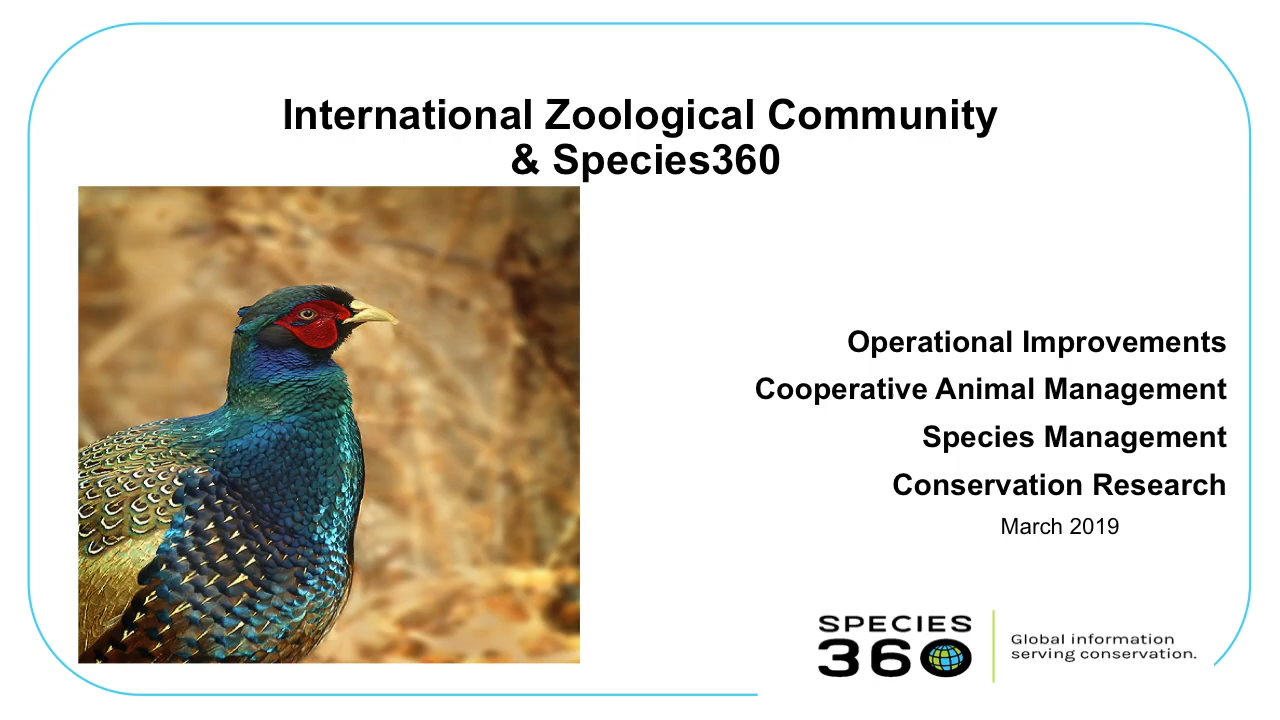 International Zoological Community
& Species360
Operational Improvements
Cooperative Animal Management
Species Management
Conservation Research
March 2019
SPECIES
360
Global information
serving conservation.